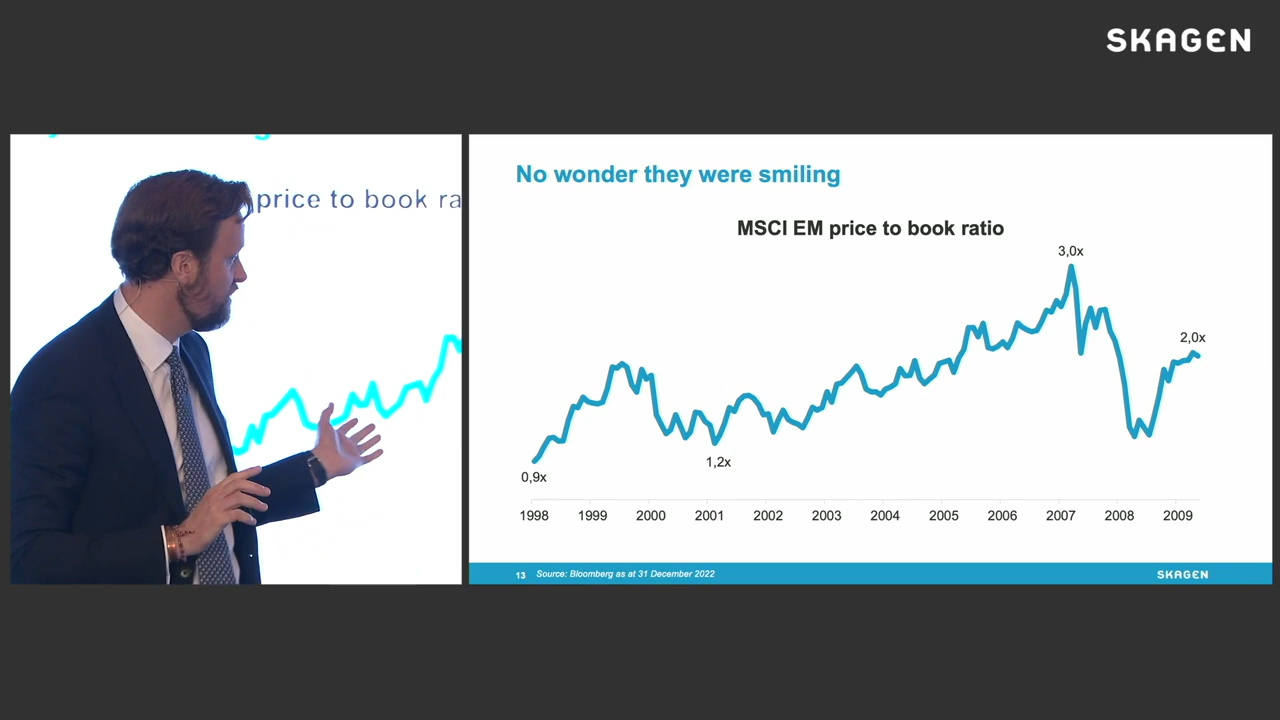 SKAGEN
price to book ra
No wonder they were smiling
MSCI EM price to book ratio
3,0x
2,0x
1,2x
0,9x
1998 1999 2000 2001 2002 2003 2004 2005 2006 2007 2008 2009
13 Source: Bloomberg as at 31 December 2022
SKAGEN